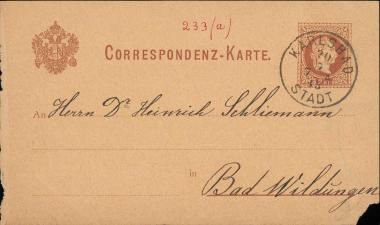 233 (a)
CORRESPONDENZ-KARTE.
KARLSBAD
STADT
An Herrn Dr Heinrich Schliemann
in Bad Wildungen